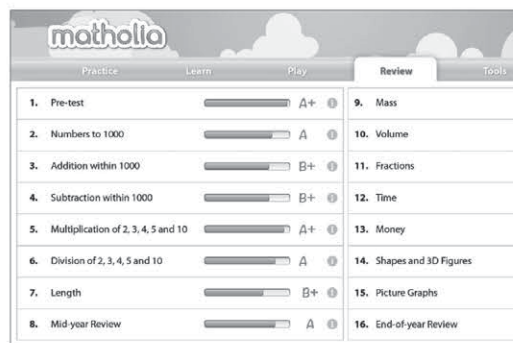 matholia
Practice Learn Play Review Tools
1. Pre-test A+
2. Numbers to 1000 A
3. Addition within 1000 B+
4. Subtraction within 1000 B+
5. Multiplication of 2, 3, 4, 5 and 10 A+
6. Division of 2, 3, 4, 5 and 10 A
7. Length B+
8. Mid-year Review A
9. Mass
10. Volume
11. Fractions
12. Time
13. Money
14. Shapes and 3D Figures
15. Picture Graphs
16. End-of-year Review